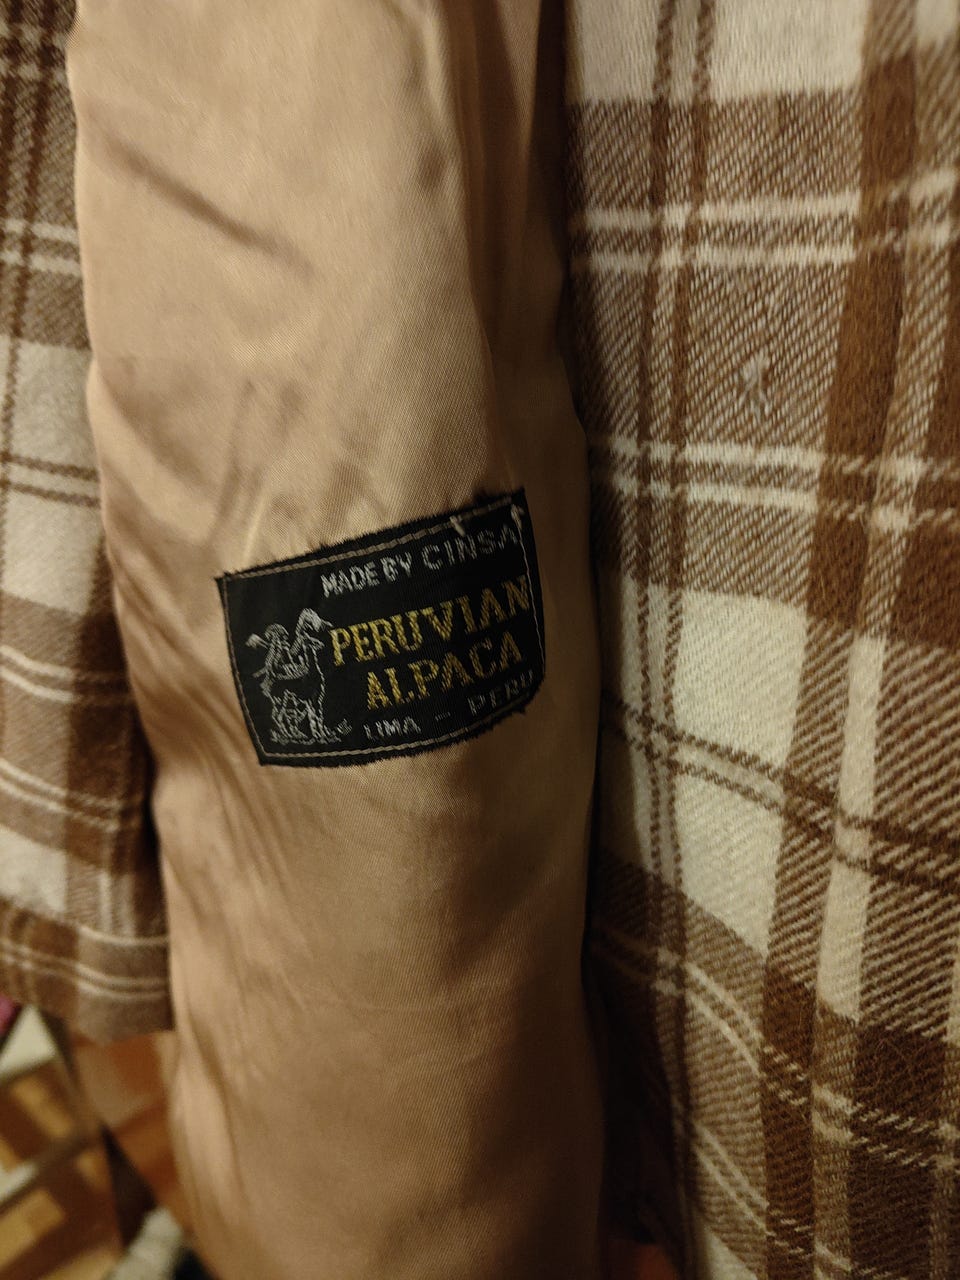 MADE BY CINSA
PERUVIAN
ALPACA
LIMA - PERU